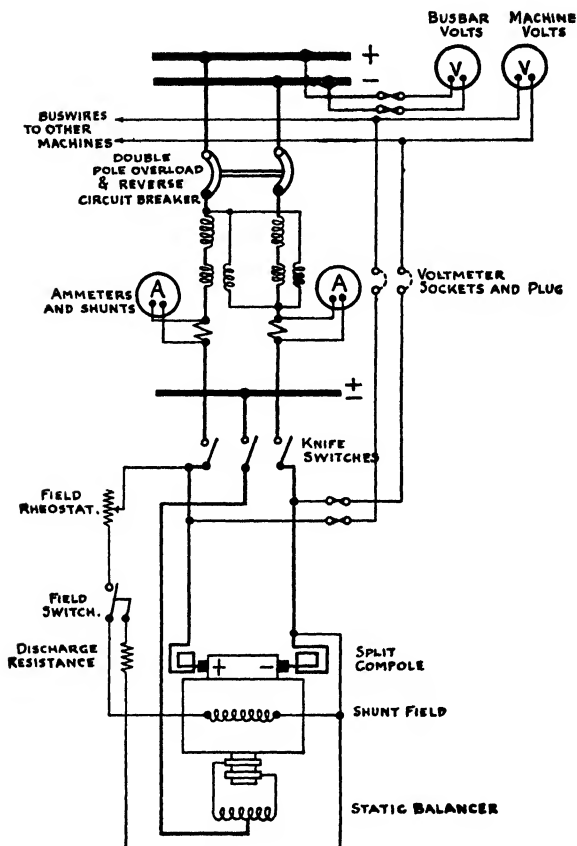 BUSBAR
VOLTS
MACHINE
VOLTS
+
-
V
V
BUSWIRES
TO OTHER
MACHINES
DOUBLE
POLE OVERLOAD
& REVERSE
CIRCUIT BREAKER
AMMETERS
AND SHUNTS
A
A
VOLTMETER
SOCKETS AND PLUG
±
KNIFE
SWITCHES
FIELD
RHEOSTAT.
FIELD
SWITCH.
DISCHARGE
RESISTANCE
+ -
SPLIT
COMPOLE
SHUNT FIELD
STATIC BALANCER